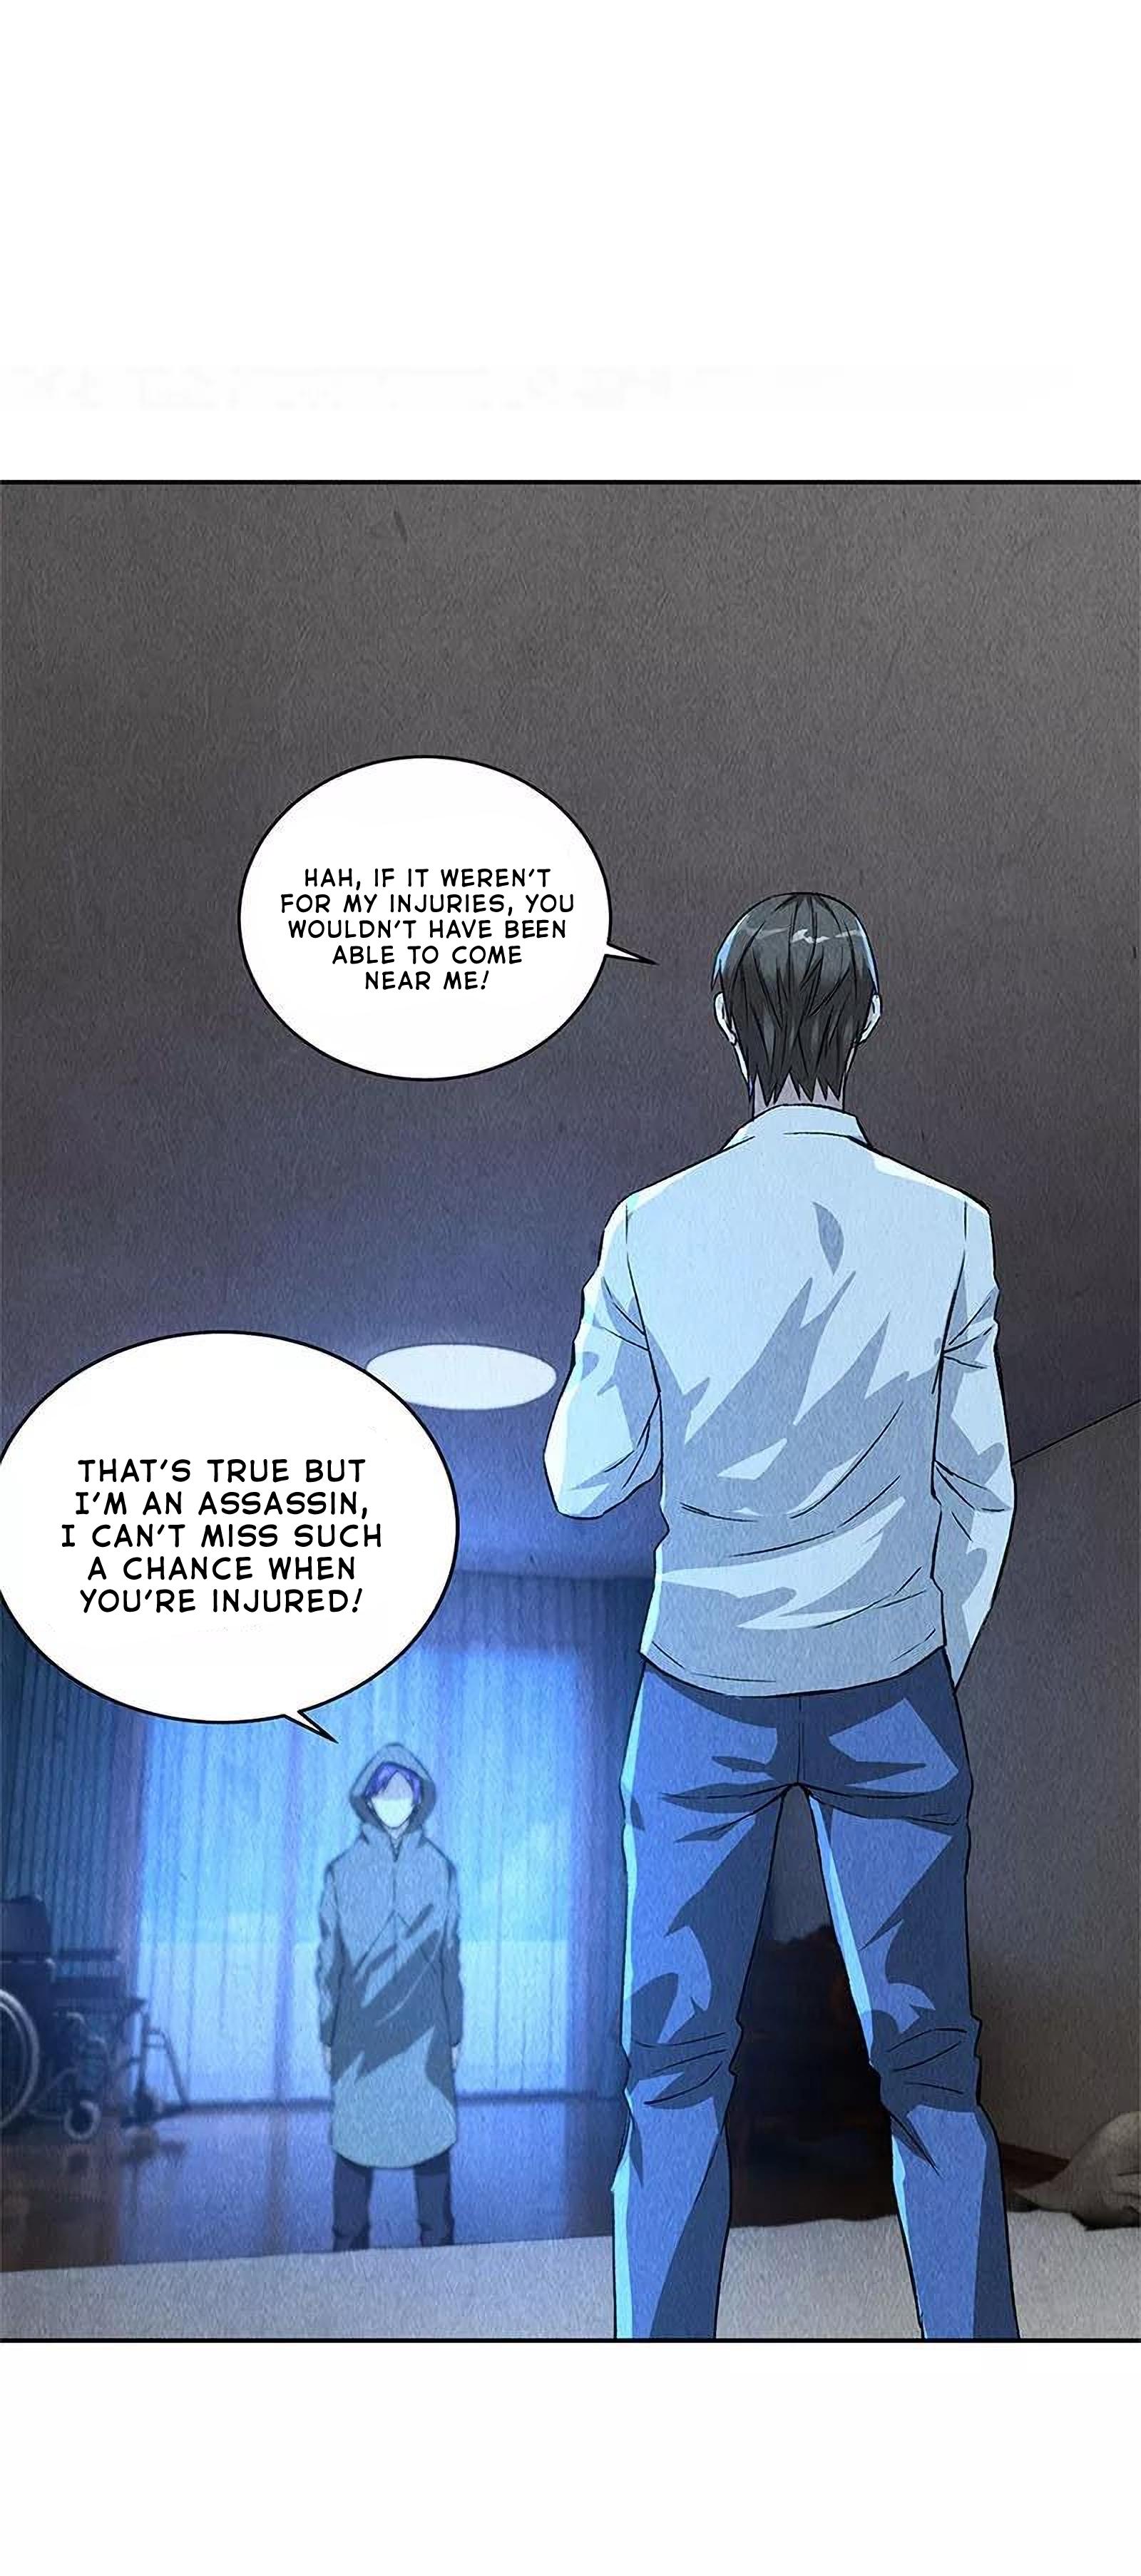 HAH, IF IT WEREN'T
FOR MY INJURIES, YOU
WOULDN'T HAVE BEEN
ABLE TO COME
NEAR ME!
THAT'S TRUE BUT
I'M AN ASSASSIN,
I CAN'T MISS SUCH
A CHANCE WHEN
YOU'RE INJURED!